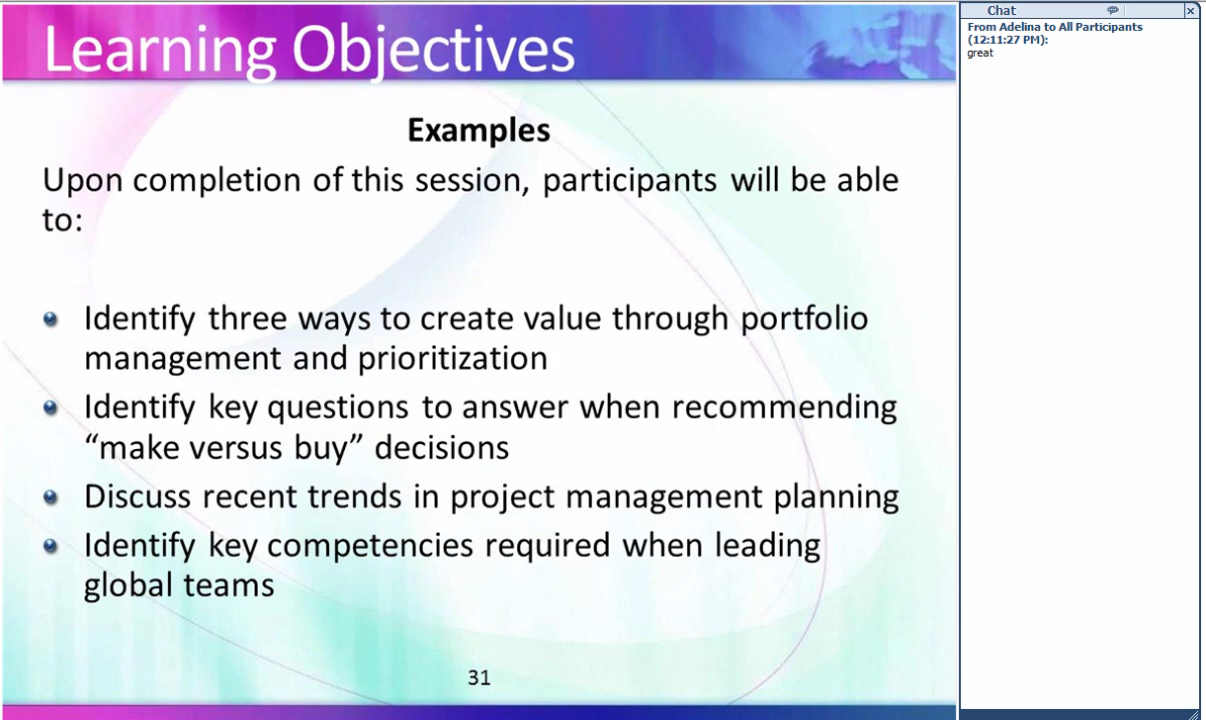 Learning Objectives
Examples
Upon completion of this session, participants will be able
to:
Identify three ways to create value through portfolio
management and prioritization
Identify key questions to answer when recommending
“make versus buy” decisions
Discuss recent trends in project management planning
Identify key competencies required when leading
global teams
31
Chat
From Adelina to All Participants
(12:11:27 PM):
great